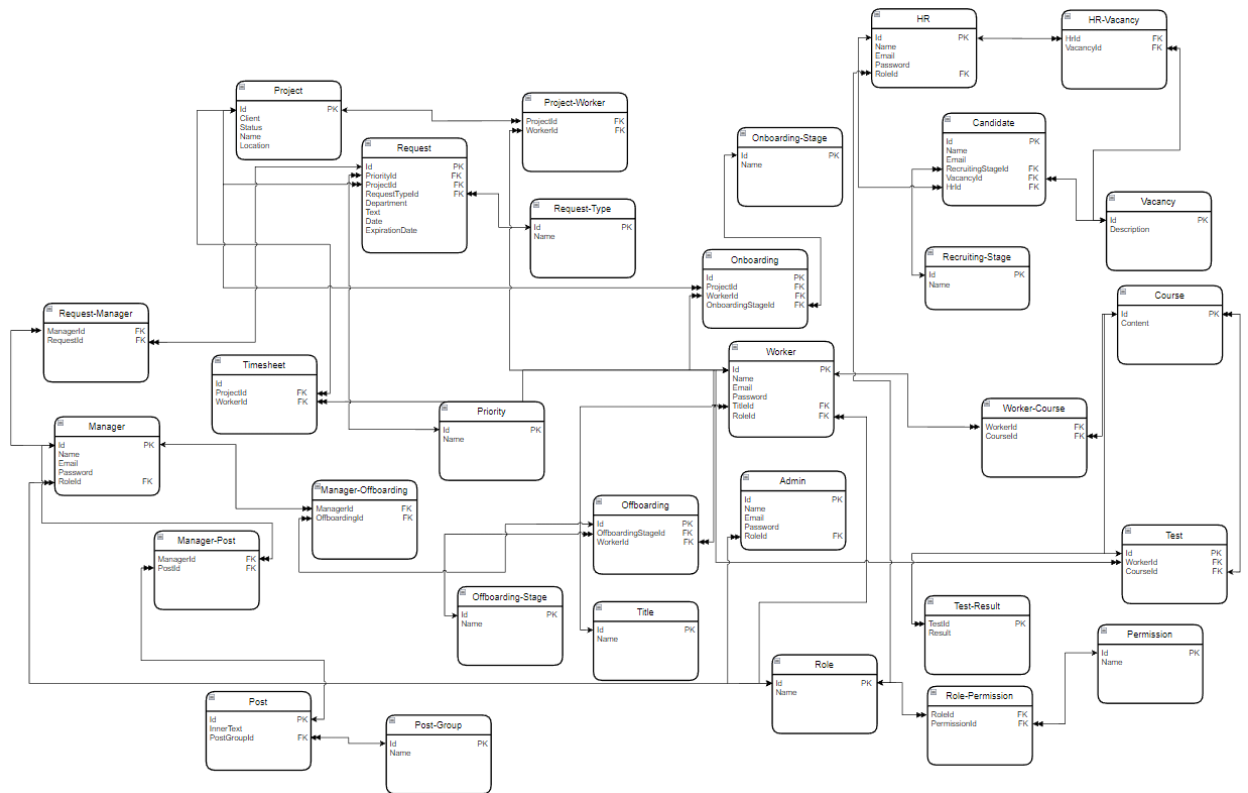 HR
Id PK
Name
Email
Password
RoleId FK
HR-Vacancy
HrId FK
VacancyId FK
Project
Id PK
Client
Status
Name
Location
Project-Worker
ProjectId FK
WorkerId FK
Request
Id PK
PriorityId FK
ProjectId FK
RequestTypeId FK
Department
Text
Date
ExpirationDate
Onboarding-Stage
Id PK
Name
Candidate
Id PK
Name
Email
RecruitingStageId FK
VacancyId FK
HrId FK
Request-Type
Id PK
Name
Vacancy
Id PK
Description
Onboarding
Id PK
ProjectId FK
WorkerId FK
OnboardingStageId FK
Recruiting-Stage
Id PK
Name
Course
Id PK
Content
Request-Manager
ManagerId FK
RequestId FK
Timesheet
Id
ProjectId FK
WorkerId FK
Worker
Id PK
Name
Email
Password
TitleId FK
RoleId FK
Priority
Id PK
Name
Worker-Course
WorkerId FK
CourseId FK
Manager
Id PK
Name
Email
Password
RoleId FK
Manager-Offboarding
ManagerId FK
OffboardingId FK
Offboarding
Id PK
OffboardingStageId FK
WorkerId FK
Admin
Id PK
Name
Email
Password
RoleId FK
Manager-Post
ManagerId FK
PostId FK
Test
Id PK
WorkerId FK
CourseId FK
Offboarding-Stage
Id PK
Name
Title
Id PK
Name
Test-Result
TestId PK
Result
Permission
Id PK
Name
Role
Id PK
Name
Role-Permission
RoleId FK
PermissionId FK
Post
Id PK
InnerText
PostGroupId FK
Post-Group
Id PK
Name